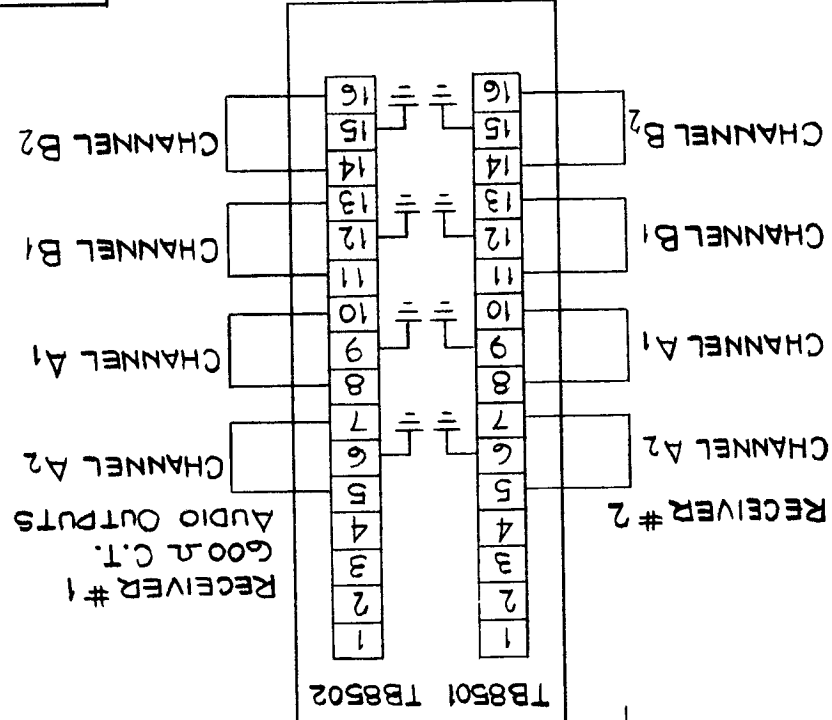 TB8501 TB8502
RECEIVER #2
CHANNEL A2
CHANNEL A1
CHANNEL B1
CHANNEL B2
1
2
3
4
5
6
7
8
9
10
11
12
13
14
15
16
1
2
3
4
5
6
7
8
9
10
11
12
13
14
15
16
RECEIVER #1
600 Ω C.T.
AUDIO OUTPUTS
CHANNEL A2
CHANNEL A1
CHANNEL B1
CHANNEL B2